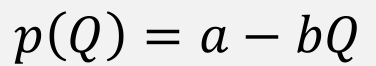 p(Q) = a − bQ